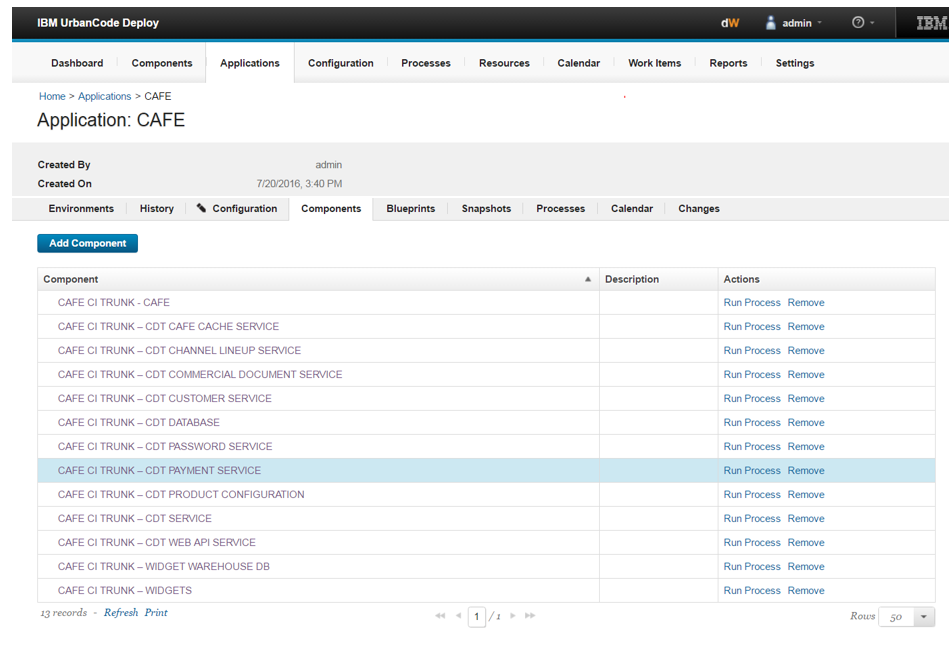 IBM UrbanCode Deploy dW admin ? IBM
Dashboard Components Applications Configuration Processes Resources Calendar Work Items Reports Settings
Home > Applications > CAFE
Application: CAFE
Created By admin
Created On 7/20/2016, 3:40 PM
Environments History Configuration Components Blueprints Snapshots Processes Calendar Changes
Add Component
Component Description Actions
CAFE CI TRUNK - CAFE Run Process Remove
CAFE CI TRUNK – CDT CAFE CACHE SERVICE Run Process Remove
CAFE CI TRUNK – CDT CHANNEL LINEUP SERVICE Run Process Remove
CAFE CI TRUNK – CDT COMMERCIAL DOCUMENT SERVICE Run Process Remove
CAFE CI TRUNK – CDT CUSTOMER SERVICE Run Process Remove
CAFE CI TRUNK – CDT DATABASE Run Process Remove
CAFE CI TRUNK – CDT PASSWORD SERVICE Run Process Remove
CAFE CI TRUNK – CDT PAYMENT SERVICE Run Process Remove
CAFE CI TRUNK – CDT PRODUCT CONFIGURATION Run Process Remove
CAFE CI TRUNK – CDT SERVICE Run Process Remove
CAFE CI TRUNK – CDT WEB API SERVICE Run Process Remove
CAFE CI TRUNK – WIDGET WAREHOUSE DB Run Process Remove
CAFE CI TRUNK – WIDGETS Run Process Remove
13 records - Refresh Print 1 / 1 Rows 50